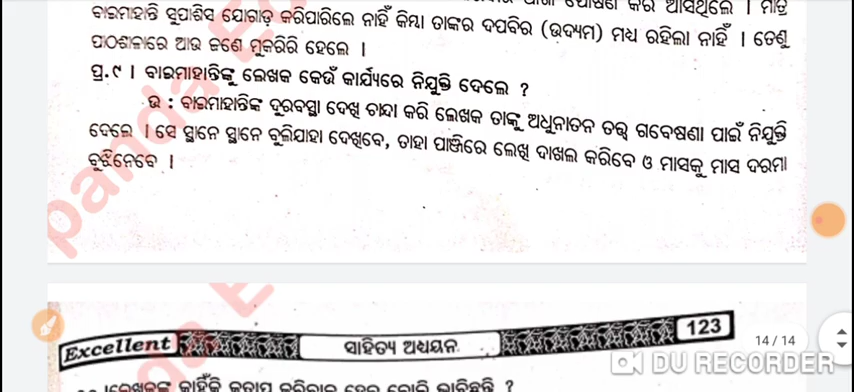 ବାଇମାହାନ୍ତି ସୁପାରିସ ଯୋଗାଡ଼ କରିପାରିଲେ ନାହିଁ କିମ୍ବା ତାଙ୍କର ଦପବିର (ଉଦ୍ୟମ) ମଧ୍ୟ ରହିଲା ନାହିଁ । ତେଣୁ
ପାଠଶାଳାରେ ଆଉ ଜଣେ ମୁକରିରି ହେଲେ ।
ପ୍ର.୯ । ବାଇମାହାନ୍ତିଙ୍କୁ ଲେଖକ କେଉଁ କାର୍ଯ୍ୟରେ ନିଯୁକ୍ତି ଦେଲେ ?
ଉ : ବାଇମାହାନ୍ତିଙ୍କ ଦୁରବସ୍ଥା ଦେଖି ଚାନ୍ଦା କରି ଲେଖକ ତାଙ୍କୁ ଅଧୁନାତନ ତତ୍ତ୍ୱ ଗବେଷଣା ପାଇଁ ନିଯୁକ୍ତି
ଦେଲେ । ସେ ସ୍ଥାନେ ସ୍ଥାନେ ବୁଲିଯାହା ଦେଖିବେ, ତାହା ପାଞ୍ଜିରେ ଲେଖି ଦାଖଲ କରିବେ ଓ ମାସକୁ ମାସ ଦରମା
ବୁଝିନେବେ ।
panda E
Excellent ସାହିତ୍ୟ ଅଧ୍ୟୟନ 123
14 / 14
DU RECORDER